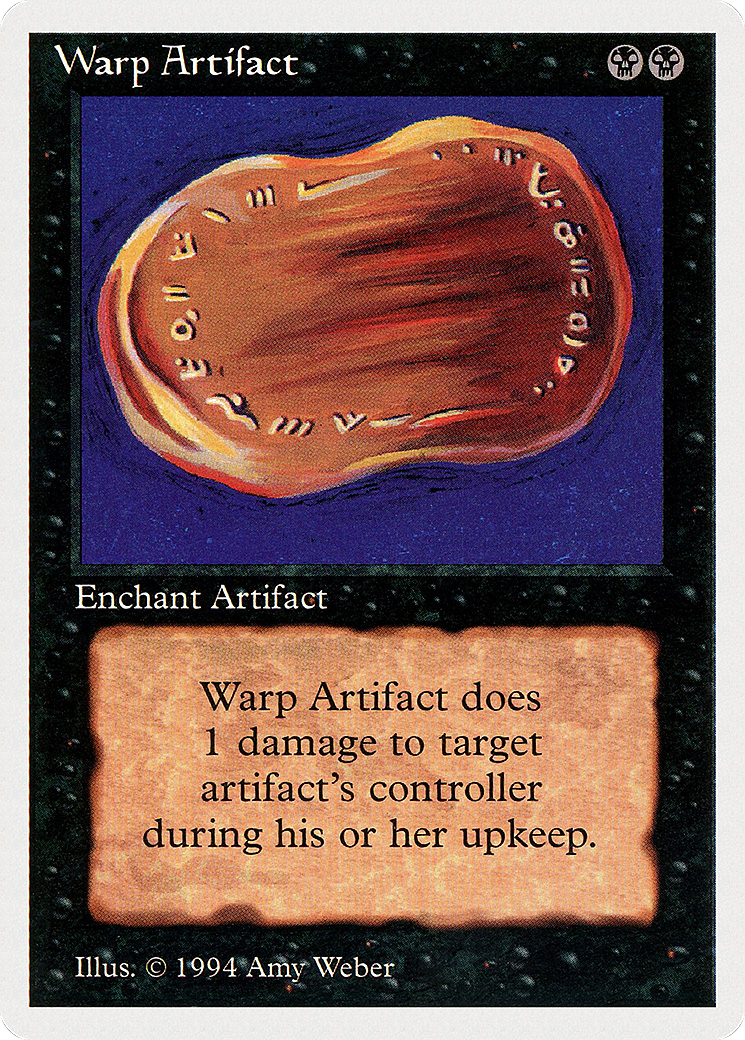 Warp Artifact
Enchant Artifact
Warp Artifact does
1 damage to target
artifact's controller
during his or her upkeep.
Illus. © 1994 Amy Weber